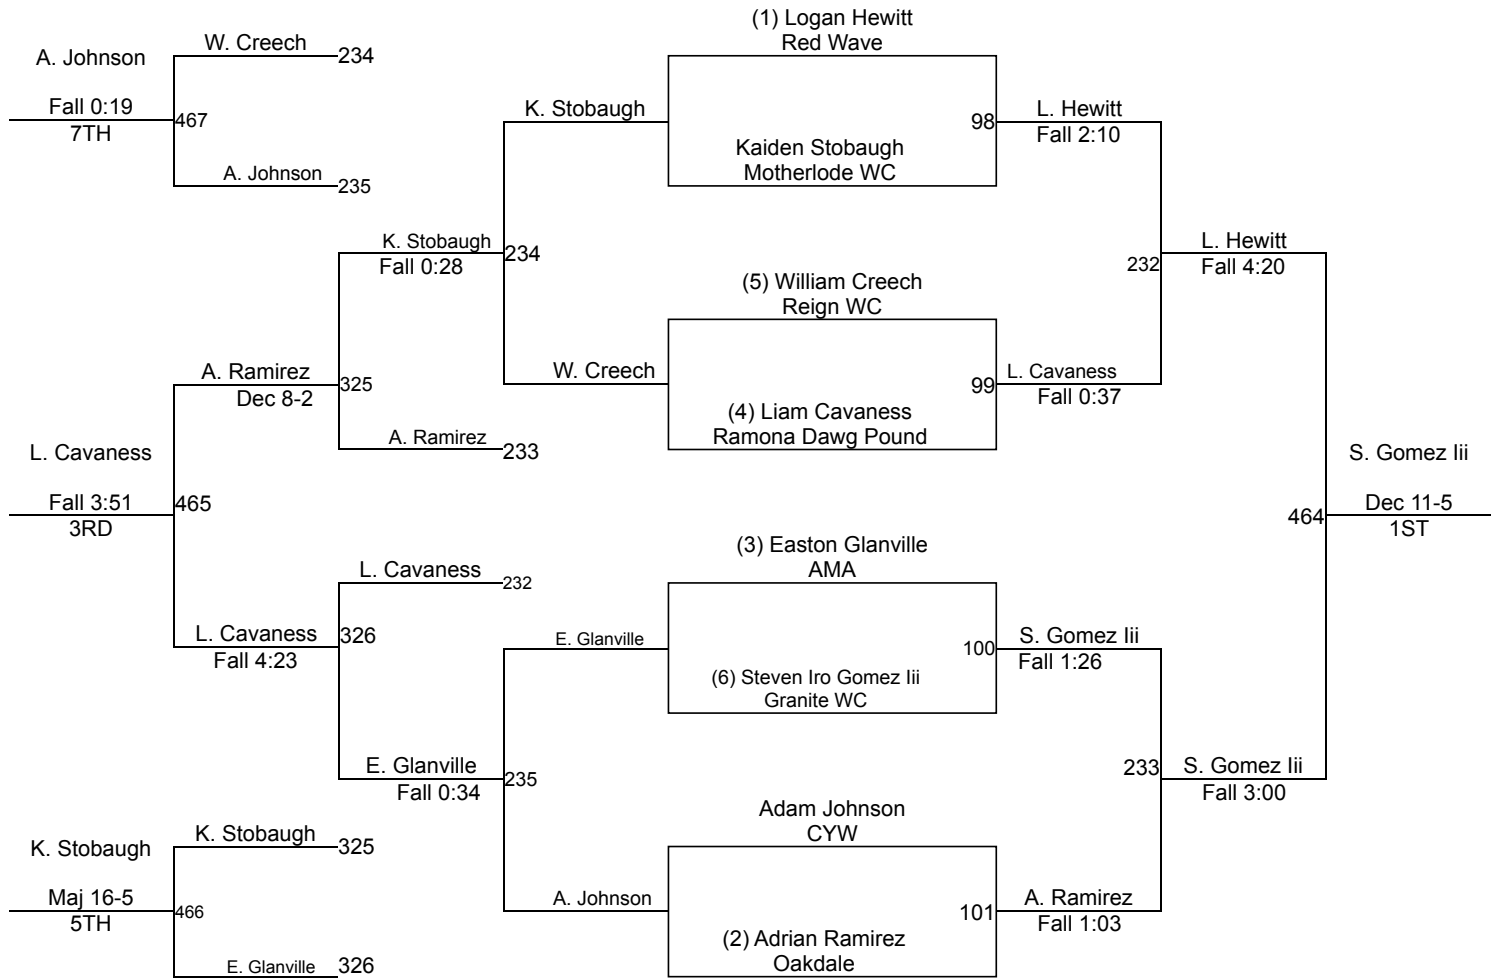 (1) Logan Hewitt
Red Wave
A. Johnson
W. Creech
234
Fall 0:19
7TH
467
K. Stobaugh
98
L. Hewitt
Fall 2:10
Kaiden Stobaugh
Motherlode WC
A. Johnson
235
K. Stobaugh
Fall 0:28
234
232
L. Hewitt
Fall 4:20
(5) William Creech
Reign WC
A. Ramirez
Dec 8-2
325
W. Creech
99
L. Cavaness
Fall 0:37
(4) Liam Cavaness
Ramona Dawg Pound
A. Ramirez
233
L. Cavaness
Fall 3:51
3RD
465
464
S. Gomez Iii
Dec 11-5
1ST
(3) Easton Glanville
AMA
L. Cavaness
232
L. Cavaness
Fall 4:23
326
E. Glanville
100
S. Gomez Iii
Fall 1:26
(6) Steven Iro Gomez Iii
Granite WC
E. Glanville
Fall 0:34
235
233
S. Gomez Iii
Fall 3:00
Adam Johnson
CYW
K. Stobaugh
K. Stobaugh
325
Maj 16-5
5TH
466
A. Johnson
101
A. Ramirez
Fall 1:03
(2) Adrian Ramirez
Oakdale
E. Glanville
326